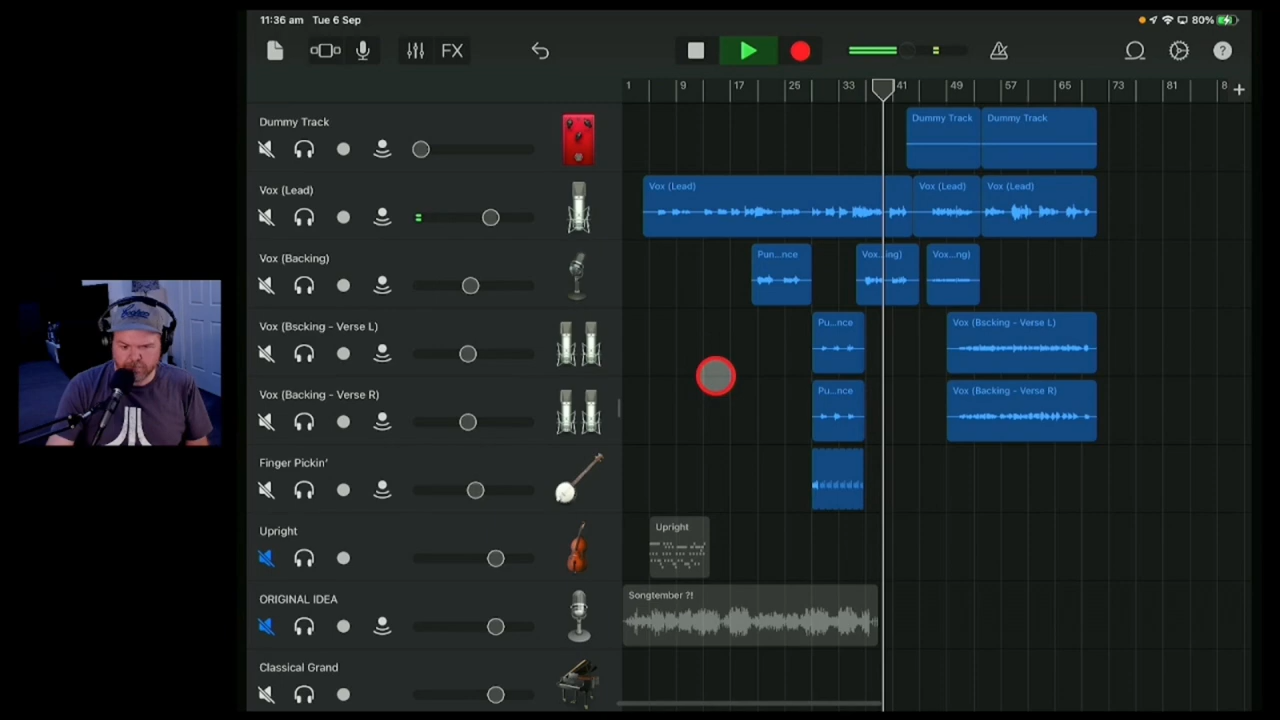 11:36 am Tue 6 Sep
80%
FX
1 9 17 25 33 41 49 57 65 73 81 8
Dummy Track
Dummy Track Dummy Track
Vox (Lead)
Vox (Lead) Vox (Lead) Vox (Lead)
Vox (Backing)
Pun...nce Vox...ing) Vox...ng)
Vox (Bscking - Verse L)
Pu...nce Vox (Bscking - Verse L)
Vox (Backing - Verse R)
Pu...nce Vox (Backing - Verse R)
Finger Pickin'
Upright
Upright
ORIGINAL IDEA
Songtember ?!
Classical Grand